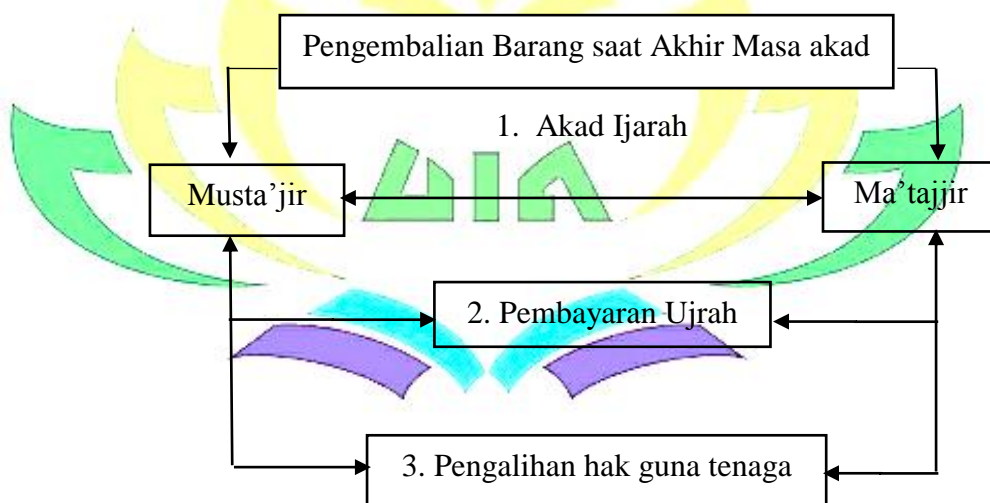 Pengembalian Barang saat Akhir Masa akad
1. Akad Ijarah
Musta’jir
Ma’tajjir
2. Pembayaran Ujrah
3. Pengalihan hak guna tenaga